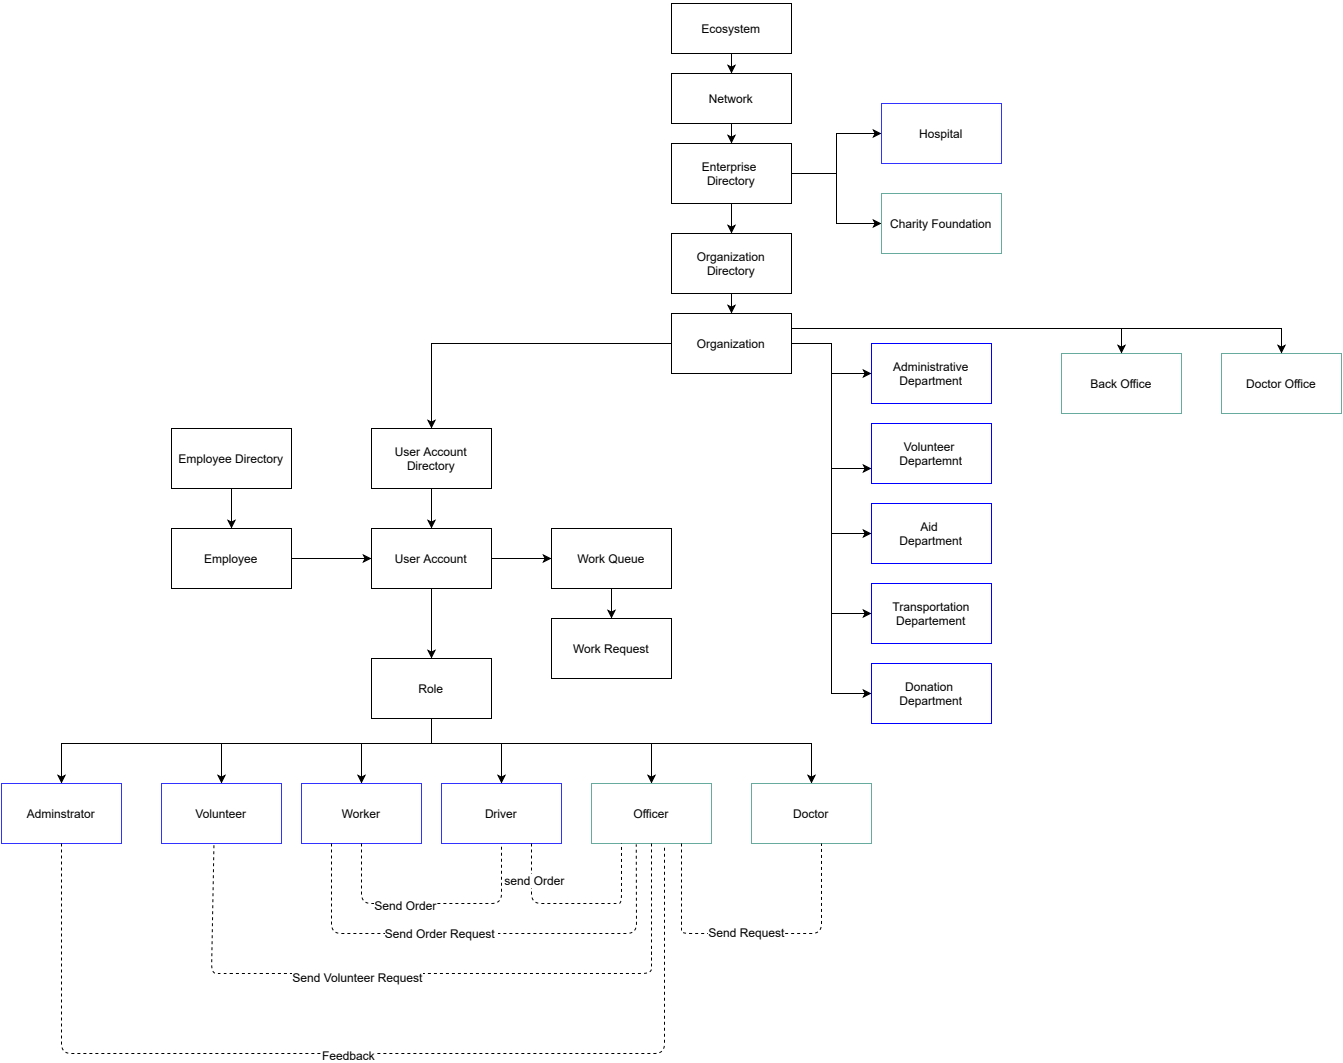 Ecosystem
Network
Hospital
Enterprise
Directory
Charity Foundation
Organization
Directory
Organization
Administrative
Department
Back Office
Doctor Office
Employee Directory
User Account
Directory
Volunteer
Departemnt
Aid
Department
Employee
User Account
Work Queue
Transportation
Departement
Work Request
Role
Donation
Department
Adminstrator
Volunteer
Worker
Driver
Officer
Doctor
send Order
Send Order
Send Order Request
Send Request
Send Volunteer Request
Feedback